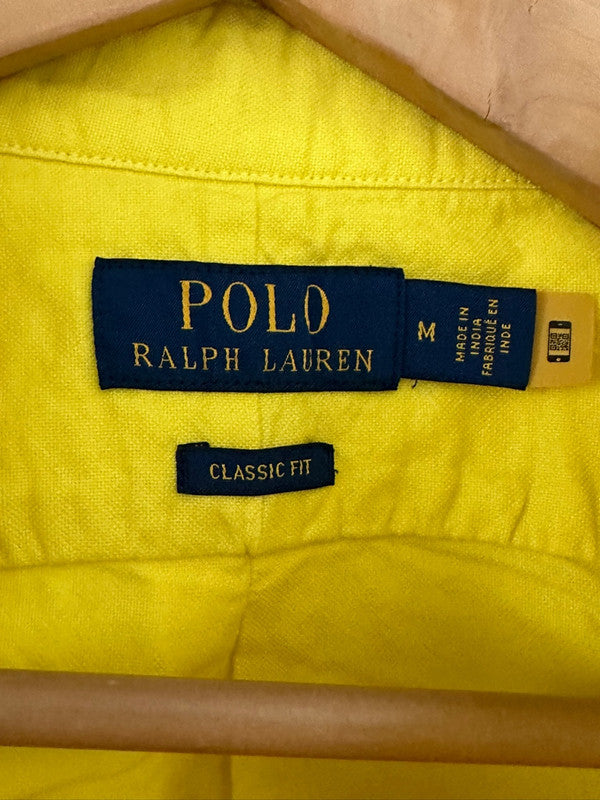 POLO
RALPH LAUREN
M
MADE IN
INDIA
FABRIQUÉ EN
INDE
CLASSIC FIT